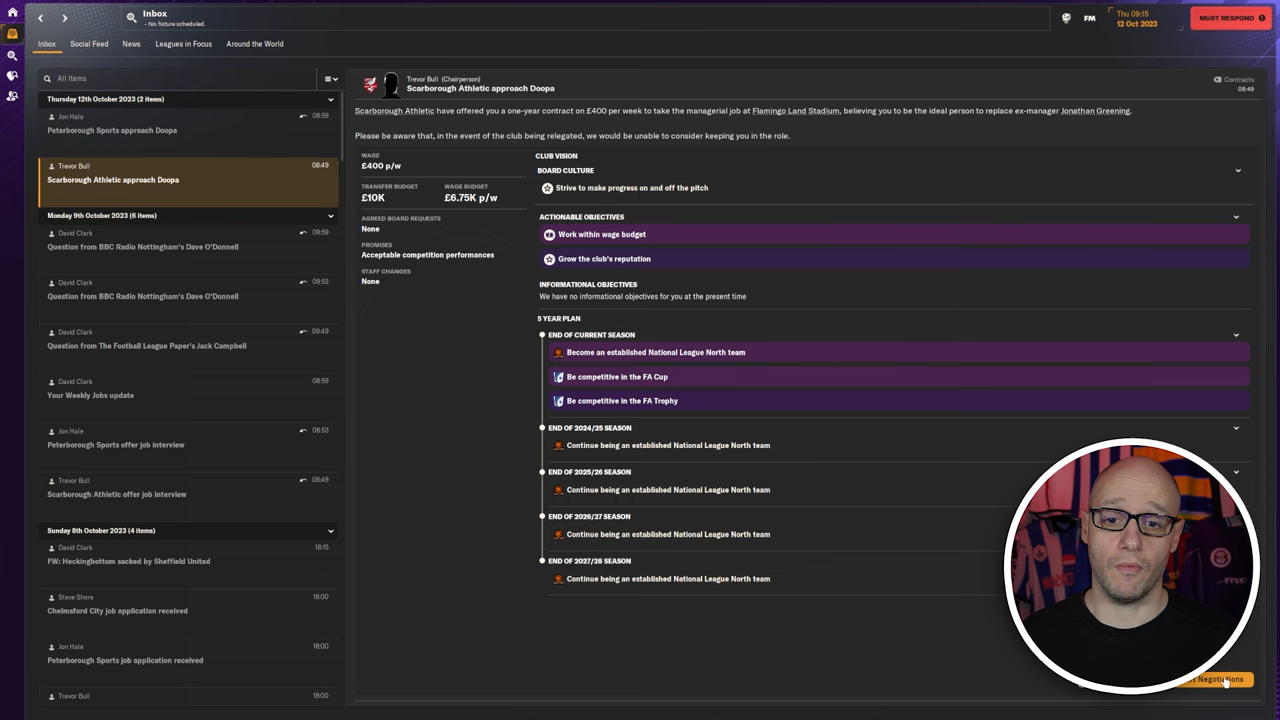 Inbox
- No fixture scheduled.
FM
Thu 09:15
12 Oct 2023
MUST RESPOND
Inbox
Social Feed
News
Leagues in Focus
Around the World
All Items
Thursday 12th October 2023 (2 items)
Jon Hale
08:59
Peterborough Sports approach Doopa
Trevor Bull
08:49
Scarborough Athletic approach Doopa
Monday 9th October 2023 (6 items)
David Clark
09:59
Question from BBC Radio Nottingham's Dave O'Donnell
David Clark
09:53
Question from BBC Radio Nottingham's Dave O'Donnell
David Clark
09:49
Question from The Football League Paper's Jack Campbell
David Clark
08:59
Your Weekly Jobs update
Jon Hale
08:53
Peterborough Sports offer job interview
Trevor Bull
08:49
Scarborough Athletic offer job interview
Sunday 8th October 2023 (4 items)
David Clark
18:15
FW: Heckingbottom sacked by Sheffield United
Steve Shore
18:00
Chelmsford City job application received
Jon Hale
18:00
Peterborough Sports job application received
Trevor Bull
18:00
Trevor Bull (Chairperson)
Scarborough Athletic approach Doopa
Contracts
08:49
Scarborough Athletic have offered you a one-year contract on £400 per week to take the managerial job at Flamingo Land Stadium, believing you to be the ideal person to replace ex-manager Jonathan Greening.
Please be aware that, in the event of the club being relegated, we would be unable to consider keeping you in the role.
WAGE
£400 p/w
TRANSFER BUDGET
£10K
WAGE BUDGET
£6.75K p/w
AGREED BOARD REQUESTS
None
PROMISES
Acceptable competition performances
STAFF CHANGES
None
CLUB VISION
BOARD CULTURE
Strive to make progress on and off the pitch
ACTIONABLE OBJECTIVES
Work within wage budget
Grow the club's reputation
INFORMATIONAL OBJECTIVES
We have no informational objectives for you at the present time
5 YEAR PLAN
END OF CURRENT SEASON
Become an established National League North team
Be competitive in the FA Cup
Be competitive in the FA Trophy
END OF 2024/25 SEASON
Continue being an established National League North team
END OF 2025/26 SEASON
Continue being an established National League North team
END OF 2026/27 SEASON
Continue being an established National League North team
END OF 2027/28 SEASON
Continue being an established National League North team
Negotiations